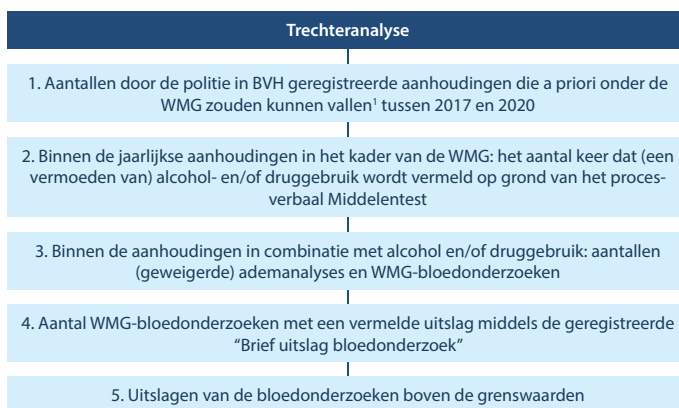 Trechteranalyse
1. Aantallen door de politie in BVH geregistreerde aanhoudingen die a priori onder de
WMG zouden kunnen vallen¹ tussen 2017 en 2020
2. Binnen de jaarlijkse aanhoudingen in het kader van de WMG: het aantal keer dat (een
vermoeden van) alcohol- en/of druggebruik wordt vermeld op grond van het proces-
verbaal Middelentest
3. Binnen de aanhoudingen in combinatie met alcohol en/of druggebruik: aantallen
(geweigerde) ademanalyses en WMG-bloedonderzoeken
4. Aantal WMG-bloedonderzoeken met een vermelde uitslag middels de geregistreerde
“Brief uitslag bloedonderzoek”
5. Uitslagen van de bloedonderzoeken boven de grenswaarden